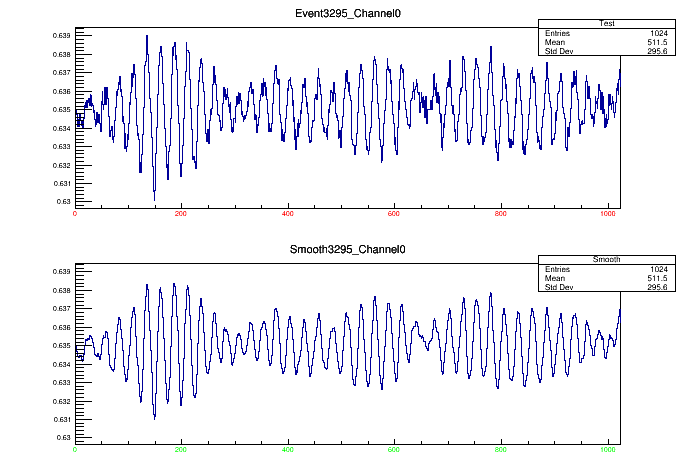 Event3295_Channel0
Test
Entries 1024
Mean 511.5
Std Dev 295.6
0.639
0.638
0.637
0.636
0.635
0.634
0.633
0.632
0.631
0.63
0 200 400 600 800 1000
Smooth3295_Channel0
Smooth
Entries 1024
Mean 511.5
Std Dev 295.6
0.639
0.638
0.637
0.636
0.635
0.634
0.633
0.632
0.631
0.63
0 200 400 600 800 1000